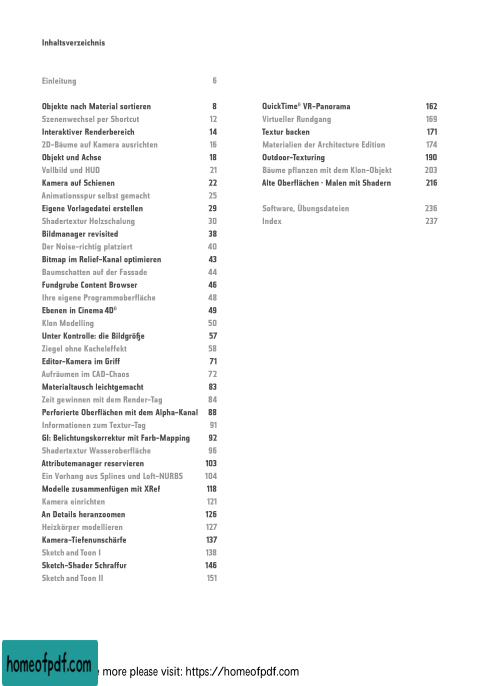 Inhaltsverzeichnis
Einleitung 6
Objekte nach Material sortieren 8
Szenenwechsel per Shortcut 12
Interaktiver Renderbereich 14
2D-Bäume auf Kamera ausrichten 16
Objekt und Achse 18
Vollbild und HUD 21
Kamera auf Schienen 22
Animationsspur selbst gemacht 25
Eigene Vorlagedatei erstellen 29
Shadertextur Holzschalung 30
Bildmanager revisited 38
Der Noise-richtig platziert 40
Bitmap im Relief-Kanal optimieren 43
Baumschatten auf der Fassade 44
Fundgrube Content Browser 46
Ihre eigene Programmoberfläche 48
Ebenen in Cinema 4D® 49
Klon Modelling 50
Unter Kontrolle: die Bildgröße 57
Ziegel ohne Kacheleffekt 58
Editor-Kamera im Griff 71
Aufräumen im CAD-Chaos 72
Materialtausch leichtgemacht 83
Zeit gewinnen mit dem Render-Tag 84
Perforierte Oberflächen mit dem Alpha-Kanal 88
Informationen zum Textur-Tag 91
GI: Belichtungskorrektur mit Farb-Mapping 92
Shadertextur Wasseroberfläche 96
Attributemanager reservieren 103
Ein Vorhang aus Splines und Loft-NURBS 104
Modelle zusammenfügen mit XRef 118
Kamera einrichten 121
An Details heranzoomen 126
Heizkörper modellieren 127
Kamera-Tiefenunschärfe 137
Sketch and Toon I 138
Sketch-Shader Schraffur 146
Sketch and Toon II 151
QuickTime® VR-Panorama 162
Virtueller Rundgang 169
Textur backen 171
Materialien der Architecture Edition 174
Outdoor-Texturing 190
Bäume pflanzen mit dem Klon-Objekt 203
Alte Oberflächen · Malen mit Shadern 216
Software, Übungsdateien 236
Index 237
homeofpdf.com
more please visit: https://homeofpdf.com